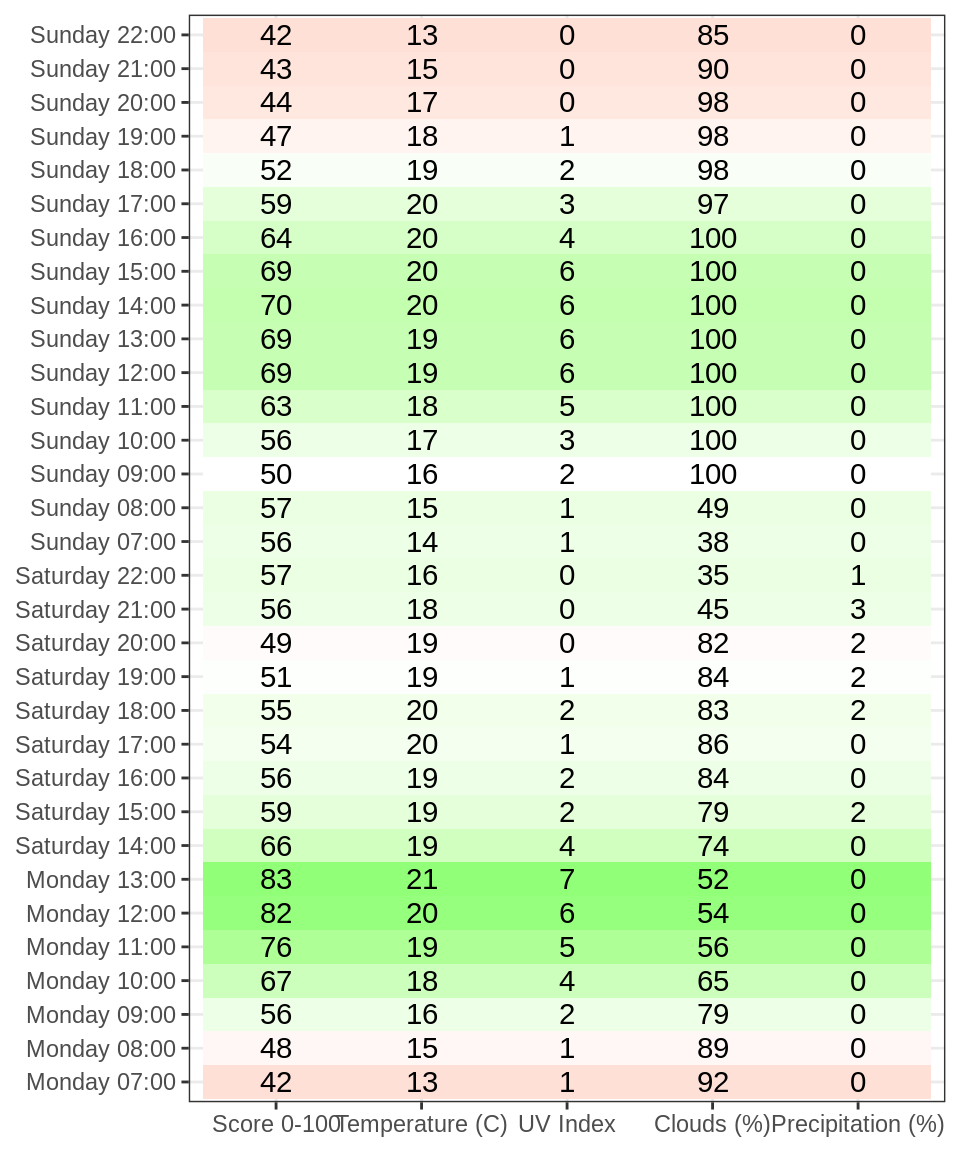 Sunday 22:00 42 13 0 85 0
Sunday 21:00 43 15 0 90 0
Sunday 20:00 44 17 0 98 0
Sunday 19:00 47 18 1 98 0
Sunday 18:00 52 19 2 98 0
Sunday 17:00 59 20 3 97 0
Sunday 16:00 64 20 4 100 0
Sunday 15:00 69 20 6 100 0
Sunday 14:00 70 20 6 100 0
Sunday 13:00 69 19 6 100 0
Sunday 12:00 69 19 6 100 0
Sunday 11:00 63 18 5 100 0
Sunday 10:00 56 17 3 100 0
Sunday 09:00 50 16 2 100 0
Sunday 08:00 57 15 1 49 0
Sunday 07:00 56 14 1 38 0
Saturday 22:00 57 16 0 35 1
Saturday 21:00 56 18 0 45 3
Saturday 20:00 49 19 0 82 2
Saturday 19:00 51 19 1 84 2
Saturday 18:00 55 20 2 83 2
Saturday 17:00 54 20 1 86 0
Saturday 16:00 56 19 2 84 0
Saturday 15:00 59 19 2 79 2
Saturday 14:00 66 19 4 74 0
Monday 13:00 83 21 7 52 0
Monday 12:00 82 20 6 54 0
Monday 11:00 76 19 5 56 0
Monday 10:00 67 18 4 65 0
Monday 09:00 56 16 2 79 0
Monday 08:00 48 15 1 89 0
Monday 07:00 42 13 1 92 0
Score 0-100 Temperature (C) UV Index Clouds (%) Precipitation (%)